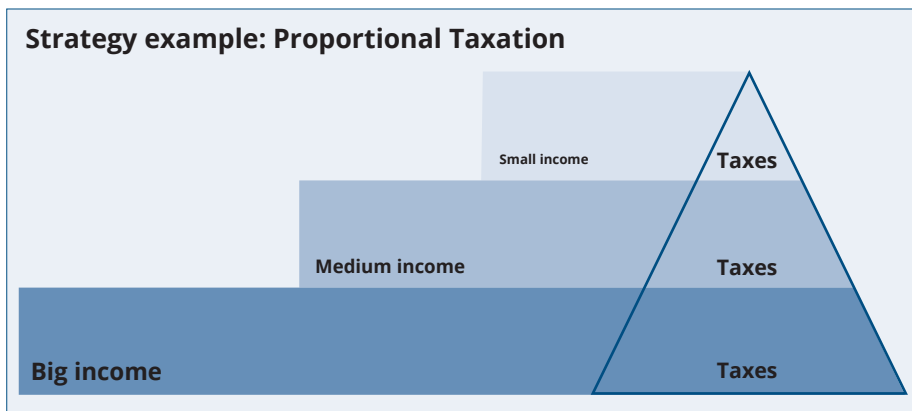 Strategy example: Proportional Taxation
Small income
Taxes
Medium income
Taxes
Big income
Taxes